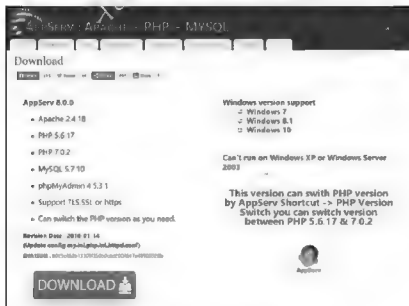 APPSERV : APACHE - PHP - MYSQL
Download
AppServ 8.0.0
Apache 2.4.18
PHP 5.6.17
PHP 7.0.2
MySQL 5.7.10
phpMyAdmin 4.5.3.1
Support TLS,SSL or https
Can switch the PHP version as you need.
Revision Date : 2016-01-14
(Update config my.ini,php.ini,httpd.conf)
DOWNLOAD
Windows version support
Windows 7
Windows 8.1
Windows 10
Can't run on Windows XP or Windows Server
2003
This version can swith PHP version
by AppServ Shortcut -> PHP Version
Switch you can switch version
between PHP 5.6.17 & 7.0.2
AppServ